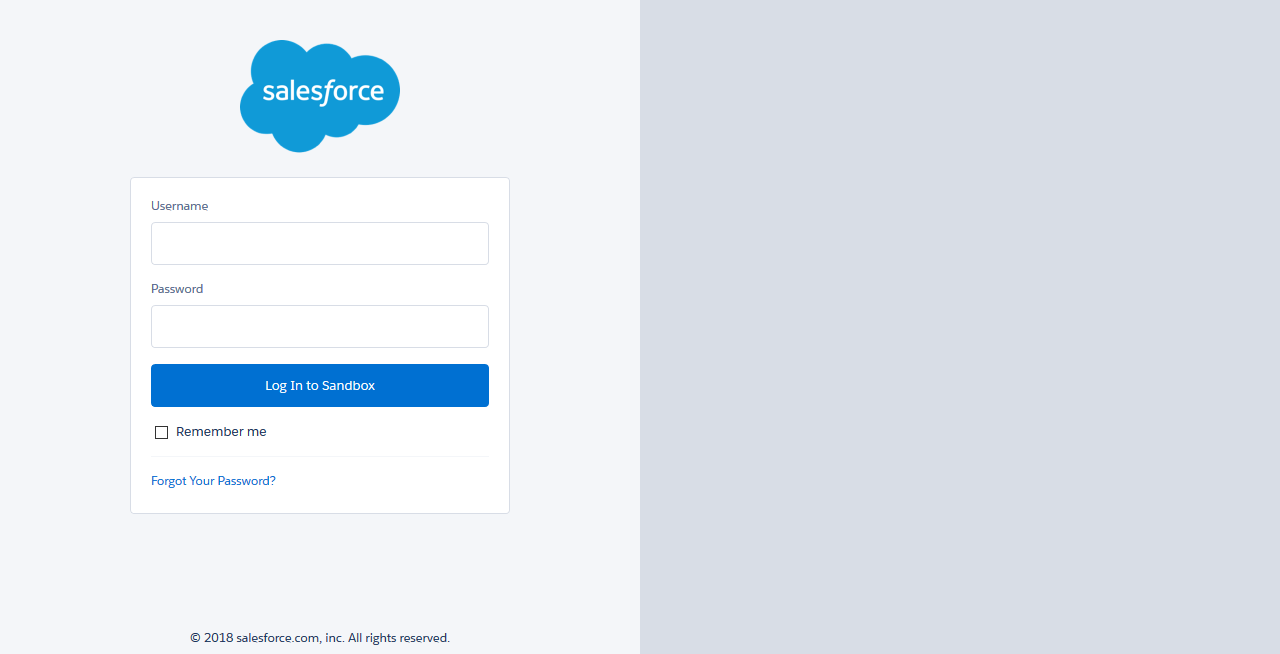 salesforce
Username
Password
Log In to Sandbox
Remember me
Forgot Your Password?
© 2018 salesforce.com, inc. All rights reserved.